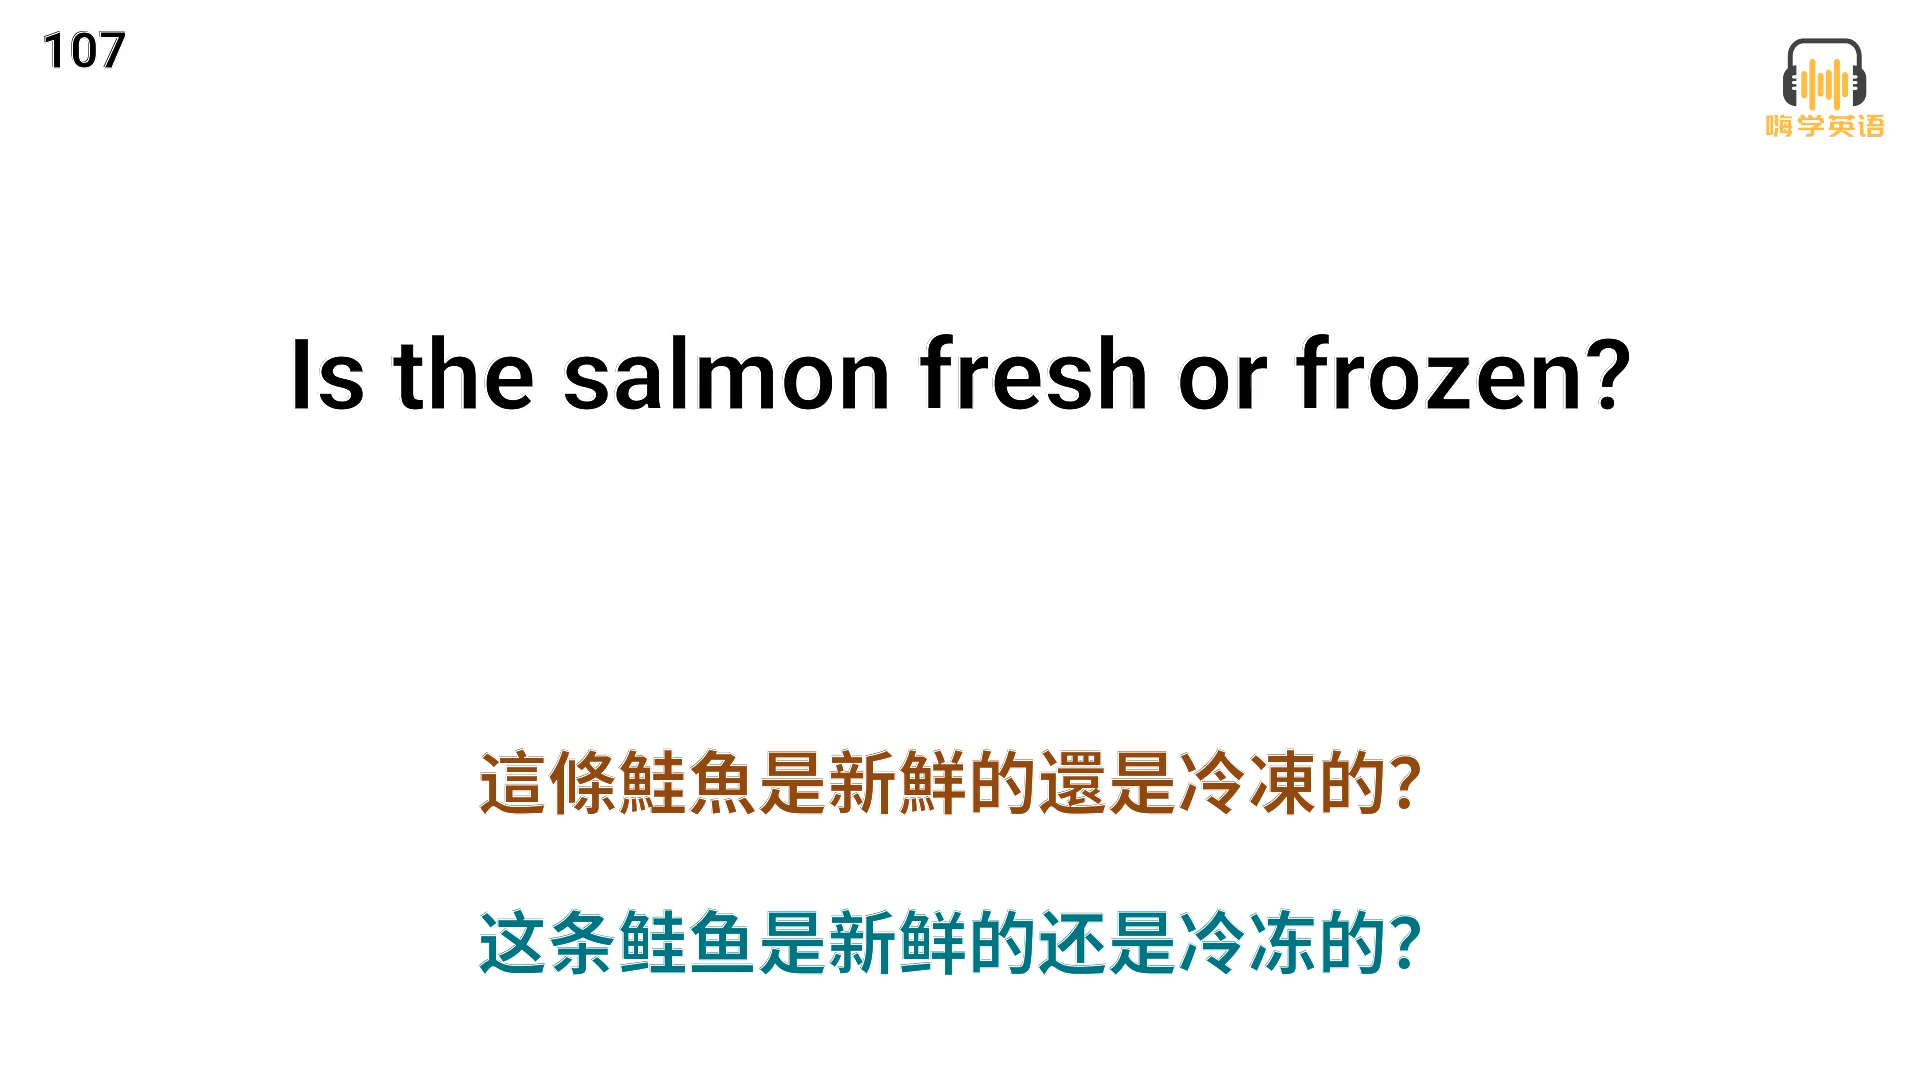 107
嗨学英语
Is the salmon fresh or frozen?
這條鮭魚是新鮮的還是冷凍的?
这条鲑鱼是新鲜的还是冷冻的?